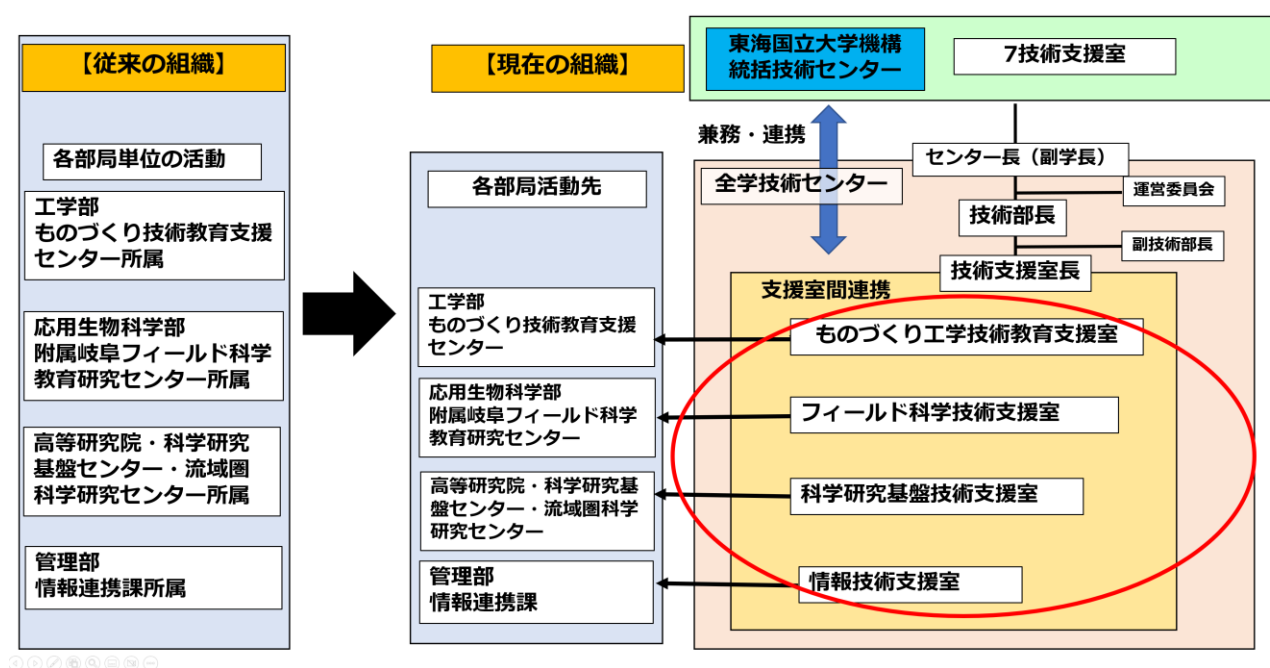 【従来の組織】
各部局単位の活動
工学部
ものづくり技術教育支援
センター所属
応用生物科学部
附属岐阜フィールド科学
教育研究センター所属
高等研究院・科学研究
基盤センター・流域圏
科学研究センター所属
管理部
情報連携課所属
【現在の組織】
各部局活動先
工学部
ものづくり技術教育支援
センター
応用生物科学部
附属岐阜フィールド科学
教育研究センター
高等研究院・科学研究基
盤センター・流域圏科学
研究センター
管理部
情報連携課
東海国立大学機構
統括技術センター
7技術支援室
兼務・連携
全学技術センター
センター長（副学長）
運営委員会
技術部長
副技術部長
技術支援室長
支援室間連携
ものづくり工学技術教育支援室
フィールド科学技術支援室
科学研究基盤技術支援室
情報技術支援室